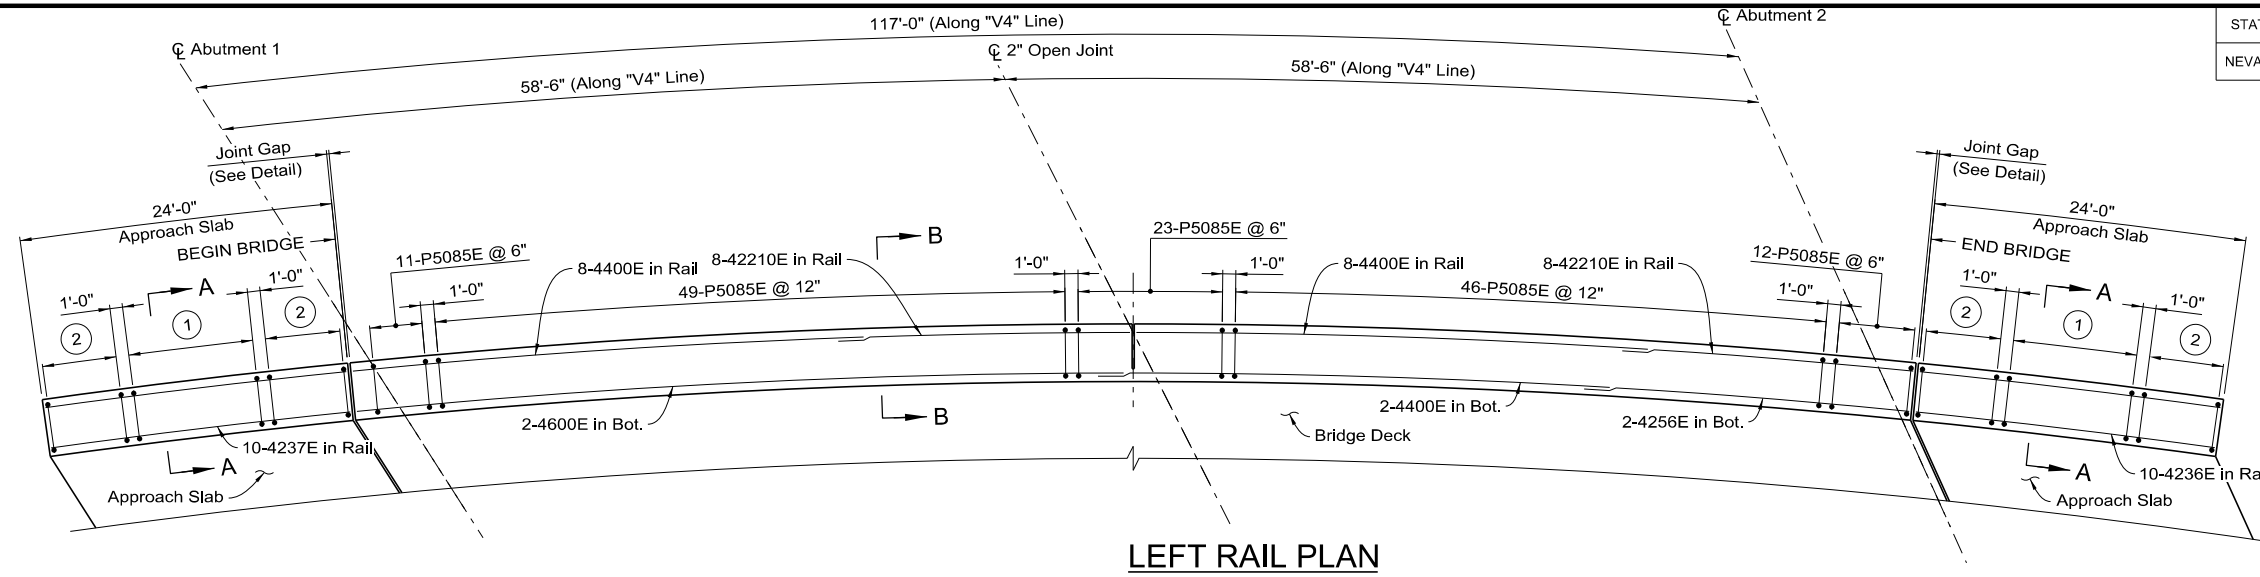 117'-0" (Along "V4" Line)
℄ Abutment 2
STAT
℄ Abutment 1
℄ 2" Open Joint
NEVA
58'-6" (Along "V4" Line)
58'-6" (Along "V4" Line)
Joint Gap
(See Detail)
Joint Gap
(See Detail)
24'-0"
Approach Slab
24'-0"
Approach Slab
BEGIN BRIDGE
END BRIDGE
B
23-P5085E @ 6"
11-P5085E @ 6"
12-P5085E @ 6"
8-4400E in Rail
8-42210E in Rail
8-4400E in Rail
8-42210E in Rail
1'-0"
A
1'-0"
1'-0"
49-P5085E @ 12"
1'-0"
1'-0"
46-P5085E @ 12"
1'-0"
1'-0"
A
1'-0"
2
1
2
2
1
2
2-4600E in Bot.
B
2-4400E in Bot.
2-4256E in Bot.
Bridge Deck
10-4237E in Rail
A
Approach Slab
A
10-4236E in Ra
Approach Slab
LEFT RAIL PLAN